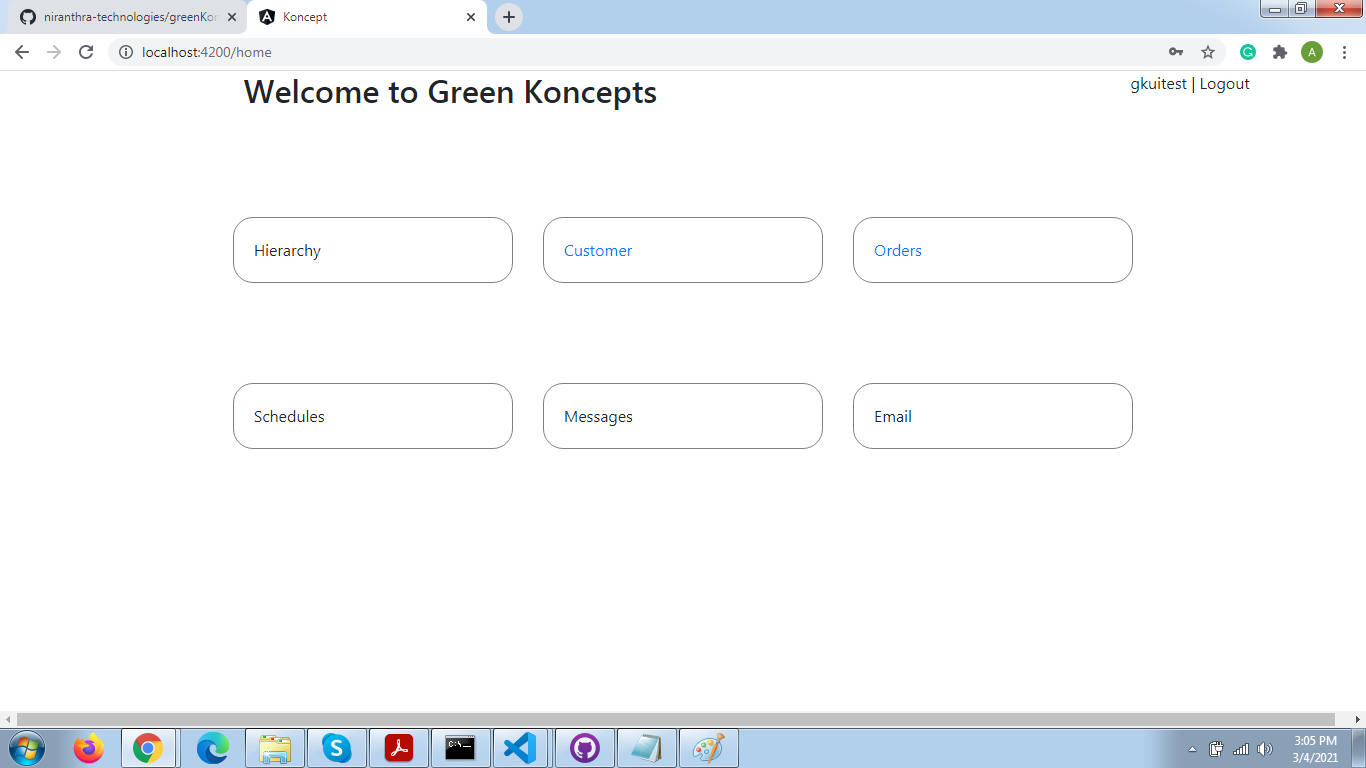 niranthra-technologies/greenKon
Koncept
localhost:4200/home
A
Welcome to Green Koncepts
gkuitest | Logout
Hierarchy
Customer
Orders
Schedules
Messages
Email
3:05 PM
3/4/2021